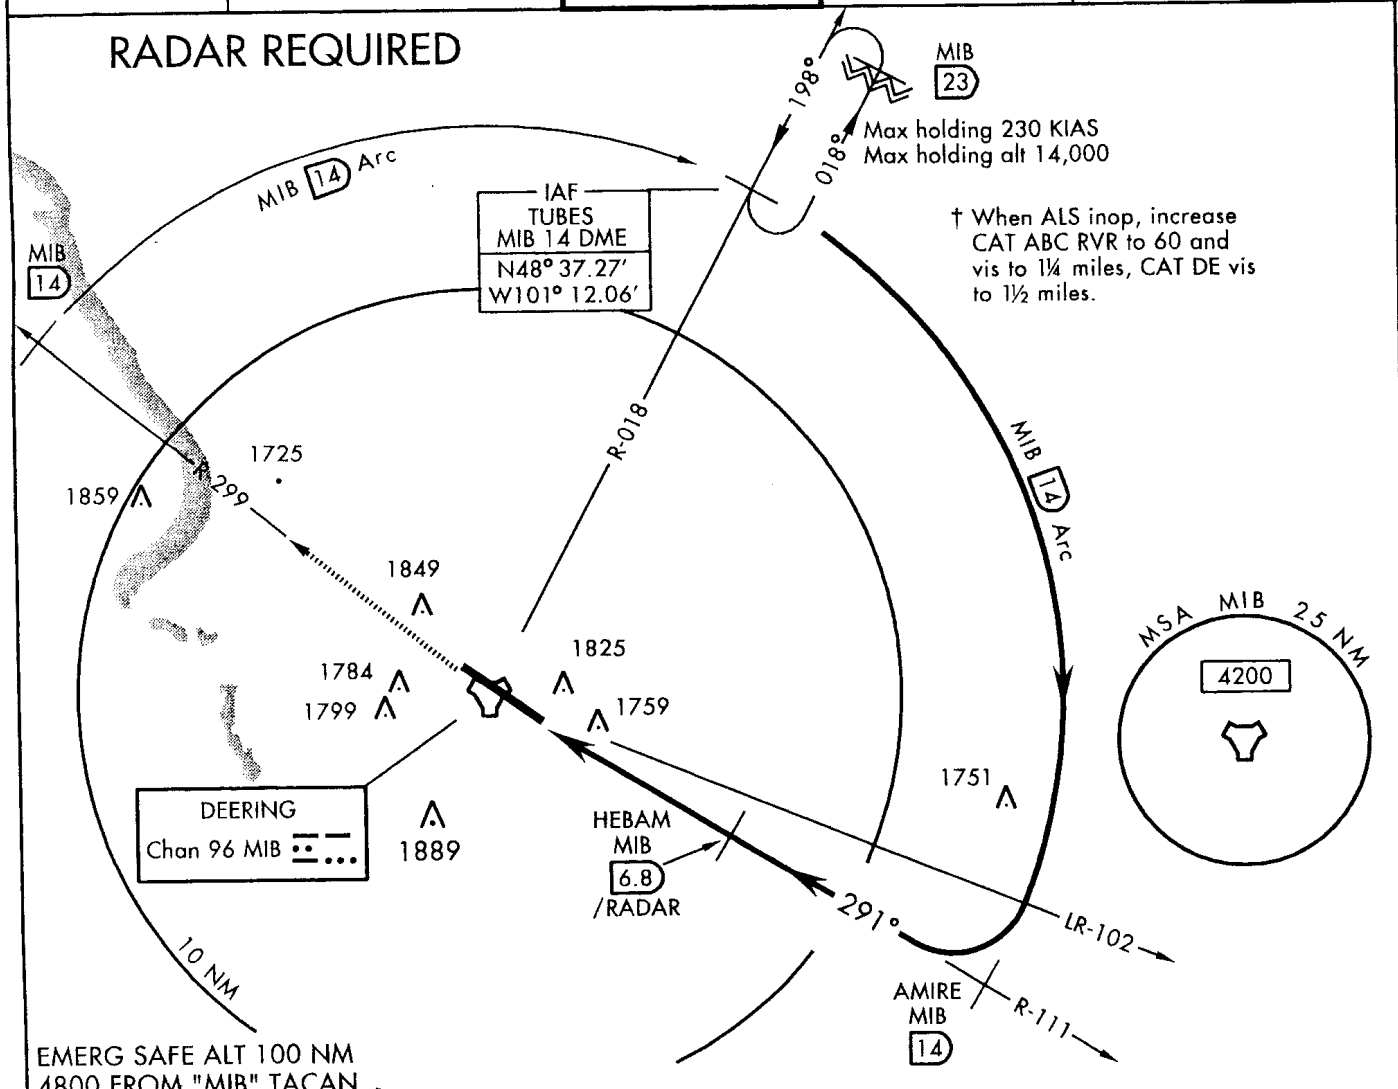 RADAR REQUIRED
MIB
23
198°
018°
Max holding 230 KIAS
Max holding alt 14,000
MIB 14 Arc
IAF
TUBES
MIB 14 DME
N48° 37.27'
W101° 12.06'
† When ALS inop, increase
CAT ABC RVR to 60 and
vis to 1¼ miles, CAT DE vis
to 1½ miles.
MIB
14
R-018
MIB 14 Arc
1725
R-299
1859
1849
1825
1784
1799
1759
MSA MIB 25 NM
4200
1751
DEERING
Chan 96 MIB
1889
HEBAM
MIB
6.8
/RADAR
291°
LR-102
10 NM
AMIRE
MIB
14
R-111
EMERG SAFE ALT 100 NM
4800 FROM "MIB" TACAN